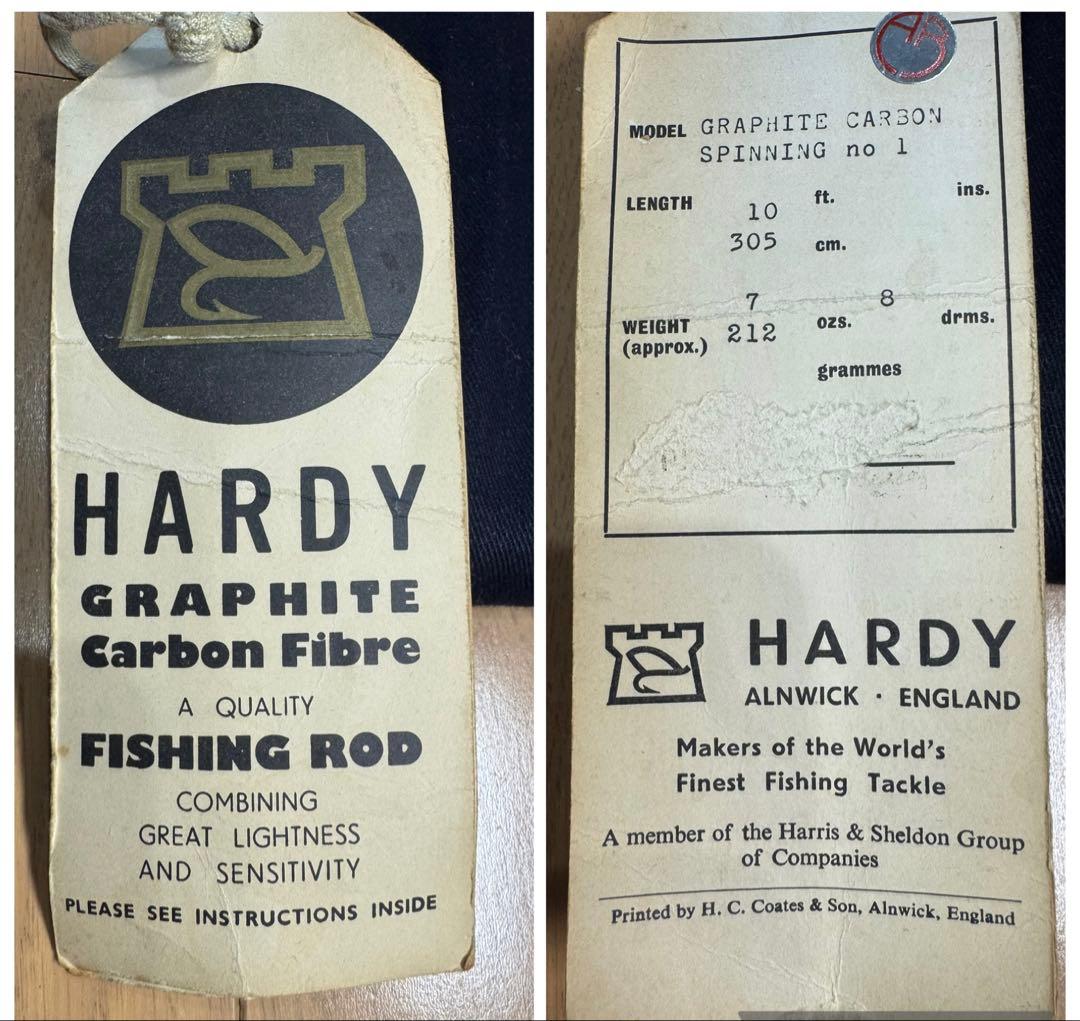 HARDY
GRAPHITE
Carbon Fibre
A QUALITY
FISHING ROD
COMBINING
GREAT LIGHTNESS
AND SENSITIVITY
PLEASE SEE INSTRUCTIONS INSIDE
MODEL GRAPHITE CARBON
SPINNING no 1
LENGTH 10 ft. ins.
305 cm.
WEIGHT 7 ozs. 8 drms.
(approx.) 212 grammes
HARDY
ALNWICK · ENGLAND
Makers of the World's
Finest Fishing Tackle
A member of the Harris & Sheldon Group
of Companies
Printed by H. C. Coates & Son, Alnwick, England